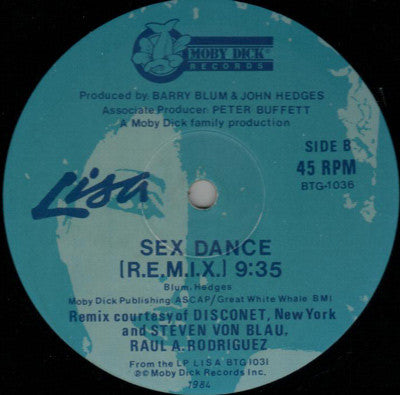 MOBY DICK
RECORDS
Produced by: BARRY BLUM & JOHN HEDGES
Associate Producer: PETER BUFFETT
A Moby Dick family production
SIDE B
45 RPM
BTG-1036
Lisa
SEX DANCE
(R.E.M.I.X.) 9:35
Blum, Hedges
Moby Dick Publishing ASCAP/Great White Whale BMI
Remix courtesy of DISCONET, New York
and STEVEN VON BLAU,
RAUL A. RODRIGUEZ
From the LP L.I.S.A. BTG 1031
℗© Moby Dick Records Inc.
1984